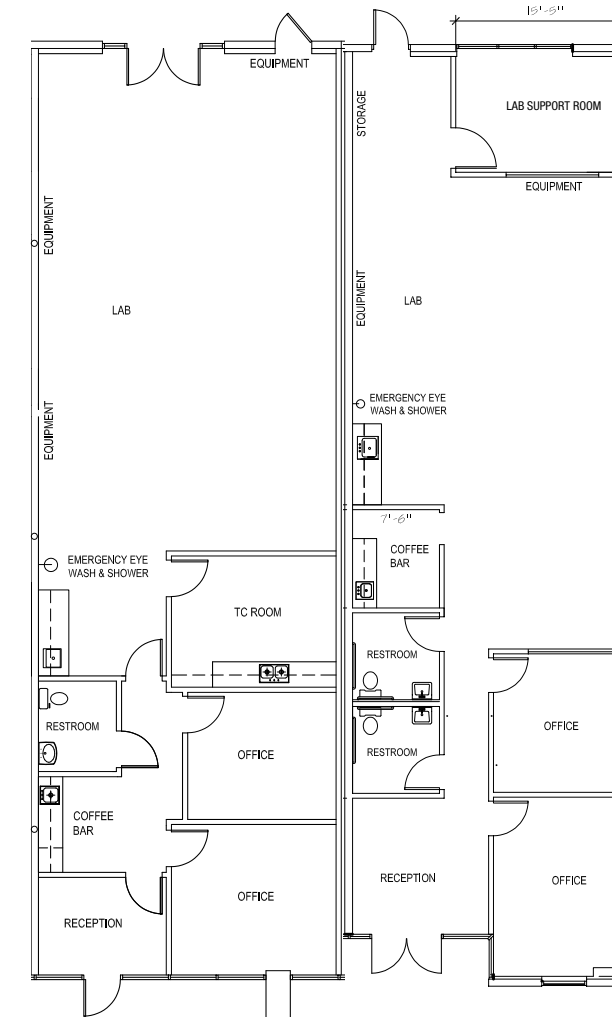 15'-5"
EQUIPMENT
STORAGE
LAB SUPPORT ROOM
EQUIPMENT
EQUIPMENT
EQUIPMENT
LAB
LAB
EQUIPMENT
EMERGENCY EYE
WASH & SHOWER
7'-6"
COFFEE
BAR
EMERGENCY EYE
WASH & SHOWER
TC ROOM
RESTROOM
RESTROOM
OFFICE
OFFICE
RESTROOM
COFFEE
BAR
RECEPTION
OFFICE
OFFICE
RECEPTION